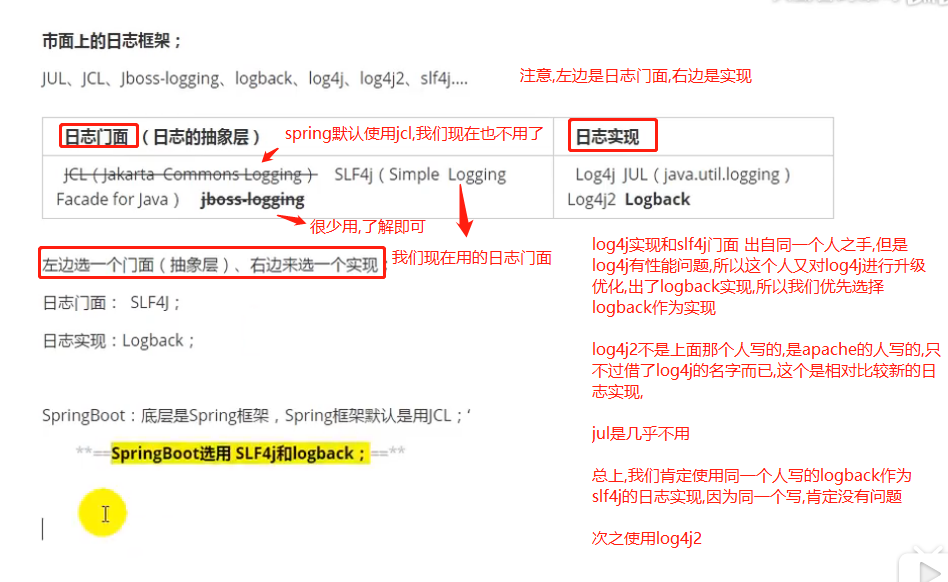 市面上的日志框架；
JUL、JCL、Jboss-logging、logback、log4j、log4j2、slf4j....
注意,左边是日志门面,右边是实现
日志门面（日志的抽象层）
spring默认使用jcl,我们现在也不用了
日志实现
JCL（Jakarta Commons Logging） SLF4j（Simple Logging
Facade for Java） jboss-logging
Log4j JUL（java.util.logging）
Log4j2 Logback
很少用,了解即可
我们现在用的日志门面
左边选一个门面（抽象层）、右边来选一个实现；
日志门面： SLF4J；
日志实现：Logback；
log4j实现和slf4j门面 出自同一个人之手,但是
log4j有性能问题,所以这个人又对log4j进行升级
优化,出了logback实现,所以我们优先选择
logback作为实现
log4j2不是上面那个人写的,是apache的人写的,只
不过借了log4j的名字而已,这个是相对比较新的日
志实现,
jul是几乎不用
总上,我们肯定使用同一个人写的logback作为
slf4j的日志实现,因为同一个写,肯定没有问题
次之使用log4j2
SpringBoot：底层是Spring框架，Spring框架默认是用JCL；‘
**==SpringBoot选用 SLF4j和logback；==**